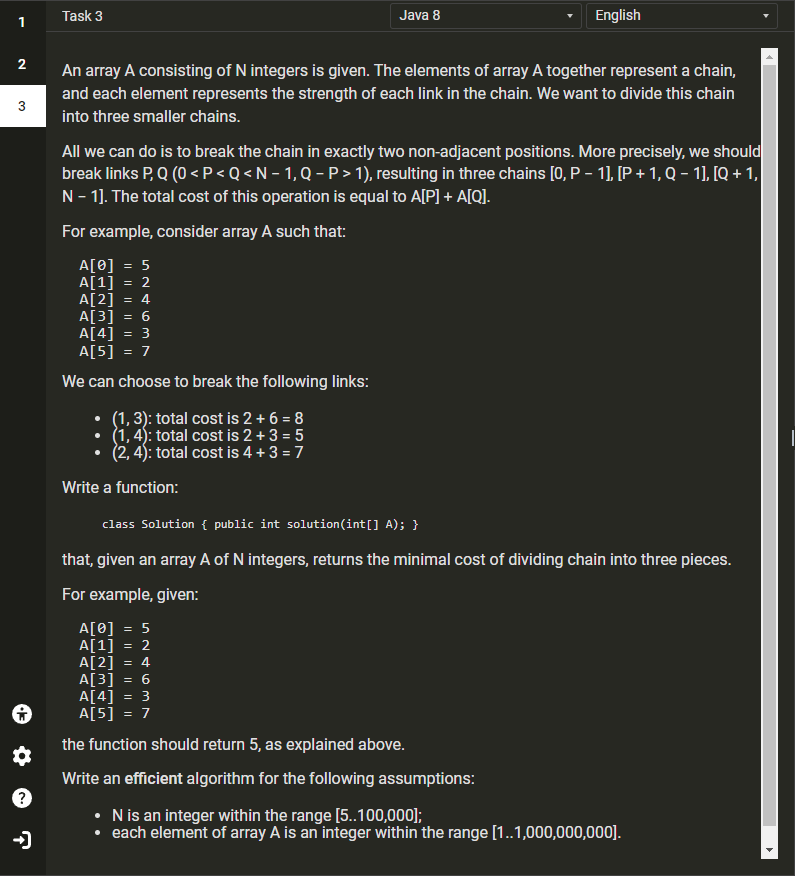 1
Task 3
Java 8
English
2
3
An array A consisting of N integers is given. The elements of array A together represent a chain,
and each element represents the strength of each link in the chain. We want to divide this chain
into three smaller chains.
All we can do is to break the chain in exactly two non-adjacent positions. More precisely, we should
break links P, Q (0 < P < Q < N − 1, Q − P > 1), resulting in three chains [0, P − 1], [P + 1, Q − 1], [Q + 1,
N − 1]. The total cost of this operation is equal to A[P] + A[Q].
For example, consider array A such that:
A[0] = 5
A[1] = 2
A[2] = 4
A[3] = 6
A[4] = 3
A[5] = 7
We can choose to break the following links:
• (1, 3): total cost is 2 + 6 = 8
• (1, 4): total cost is 2 + 3 = 5
• (2, 4): total cost is 4 + 3 = 7
Write a function:
class Solution { public int solution(int[] A); }
that, given an array A of N integers, returns the minimal cost of dividing chain into three pieces.
For example, given:
A[0] = 5
A[1] = 2
A[2] = 4
A[3] = 6
A[4] = 3
A[5] = 7
the function should return 5, as explained above.
Write an efficient algorithm for the following assumptions:
• N is an integer within the range [5..100,000];
• each element of array A is an integer within the range [1..1,000,000,000].